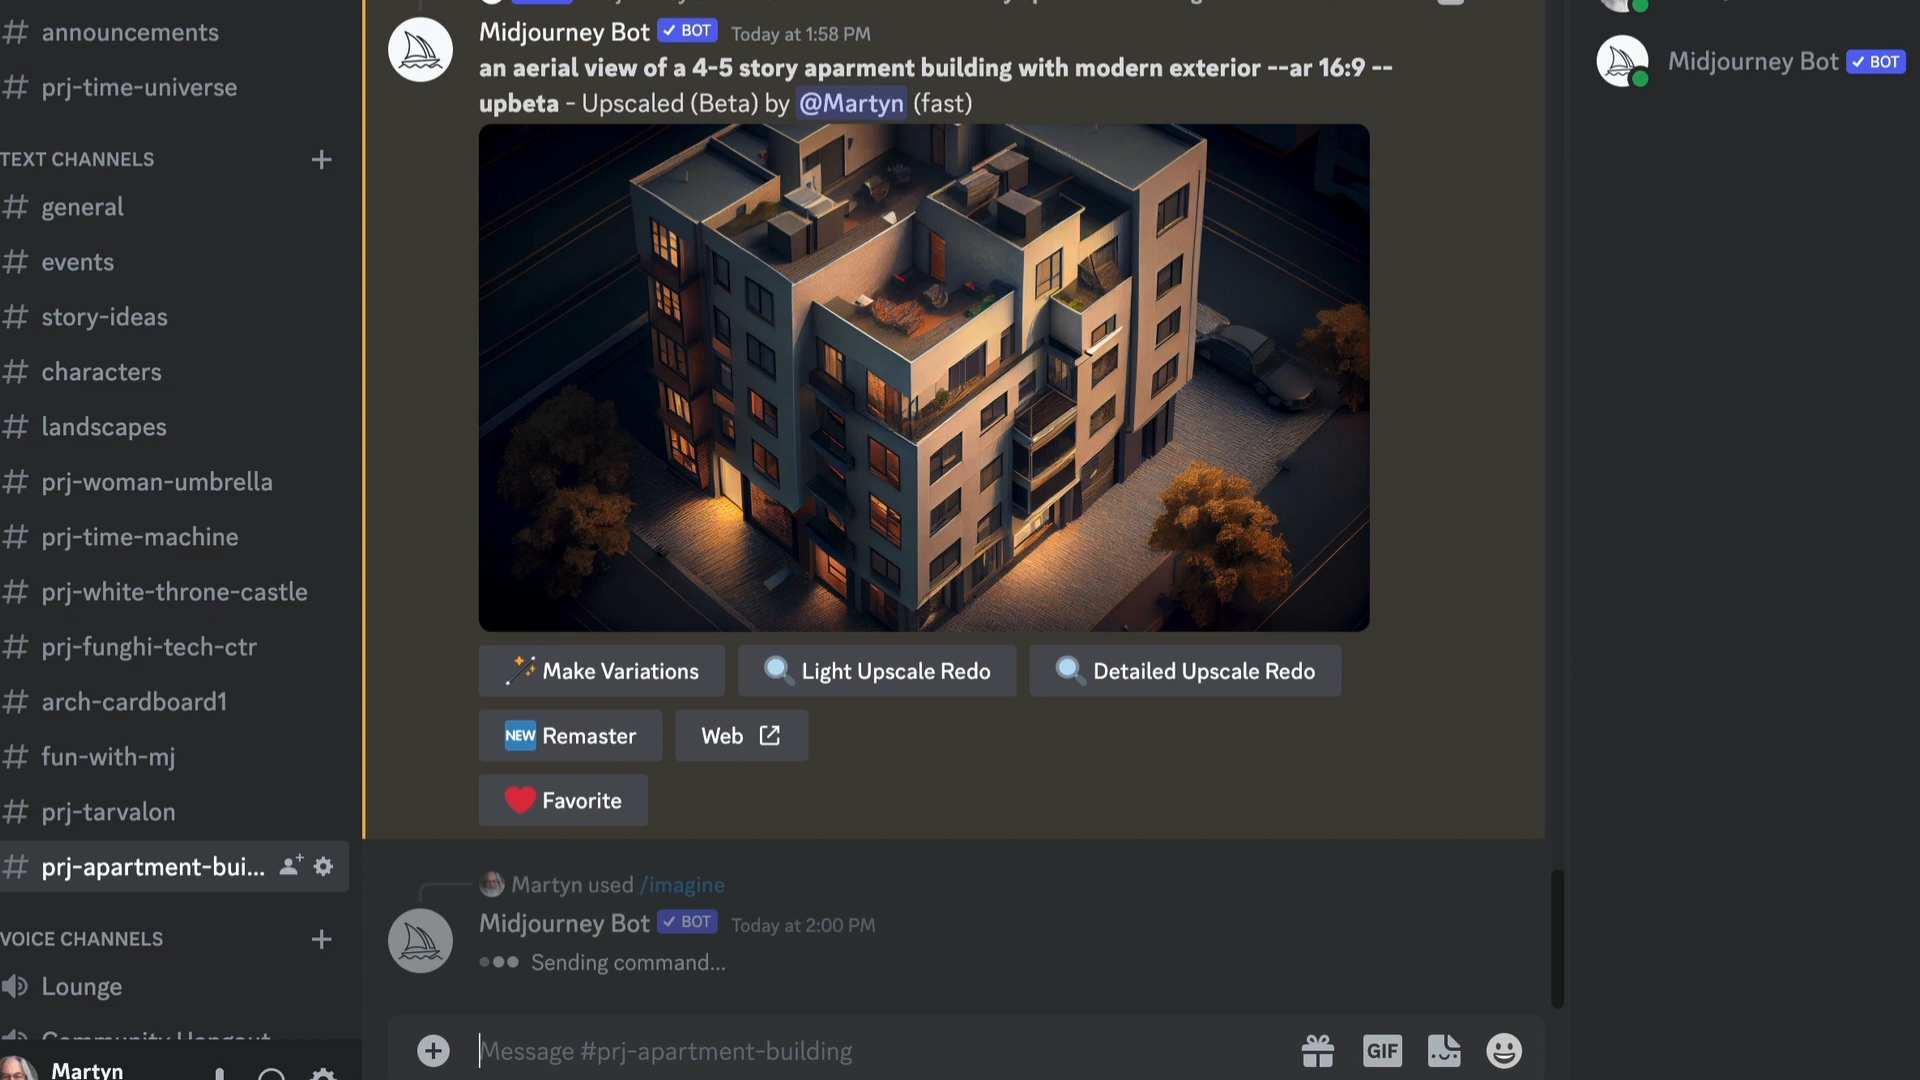 announcements
prj-time-universe
TEXT CHANNELS
general
events
story-ideas
characters
landscapes
prj-woman-umbrella
prj-time-machine
prj-white-throne-castle
prj-funghi-tech-ctr
arch-cardboard1
fun-with-mj
prj-tarvalon
prj-apartment-bui...
VOICE CHANNELS
Lounge
Community Hangout
Martyn
Midjourney Bot ✓ BOT Today at 1:58 PM
an aerial view of a 4-5 story aparment building with modern exterior --ar 16:9 --
upbeta - Upscaled (Beta) by @Martyn (fast)
Make Variations Light Upscale Redo Detailed Upscale Redo
NEW Remaster Web
Favorite
Martyn used /imagine
Midjourney Bot ✓ BOT Today at 2:00 PM
Sending command...
Message #prj-apartment-building
GIF
Midjourney Bot ✓ BOT